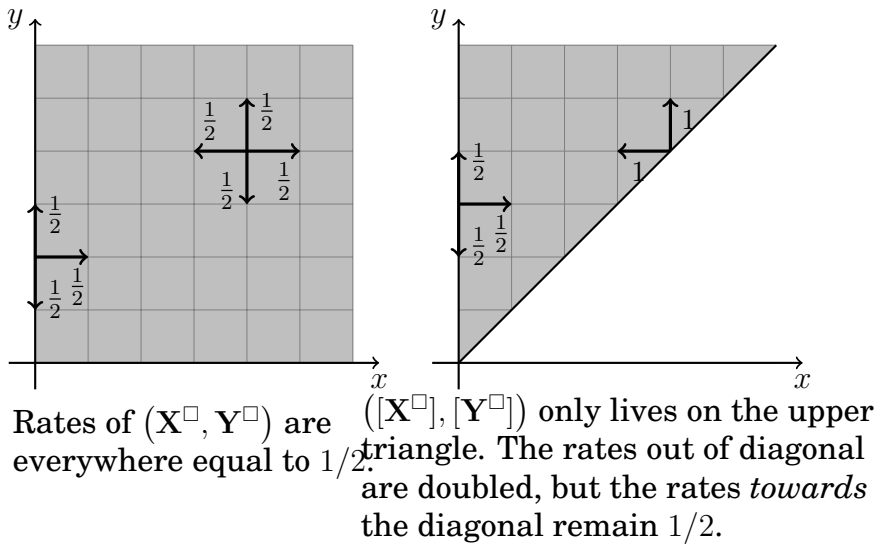 y
y
1/2
1/2
1/2
1/2
1
1
1/2
1/2
1/2
1/2
1/2
1/2
x
x
Rates of (X□, Y□) are
everywhere equal to 1/2.
([X□], [Y□]) only lives on the upper
triangle. The rates out of diagonal
are doubled, but the rates towards
the diagonal remain 1/2.